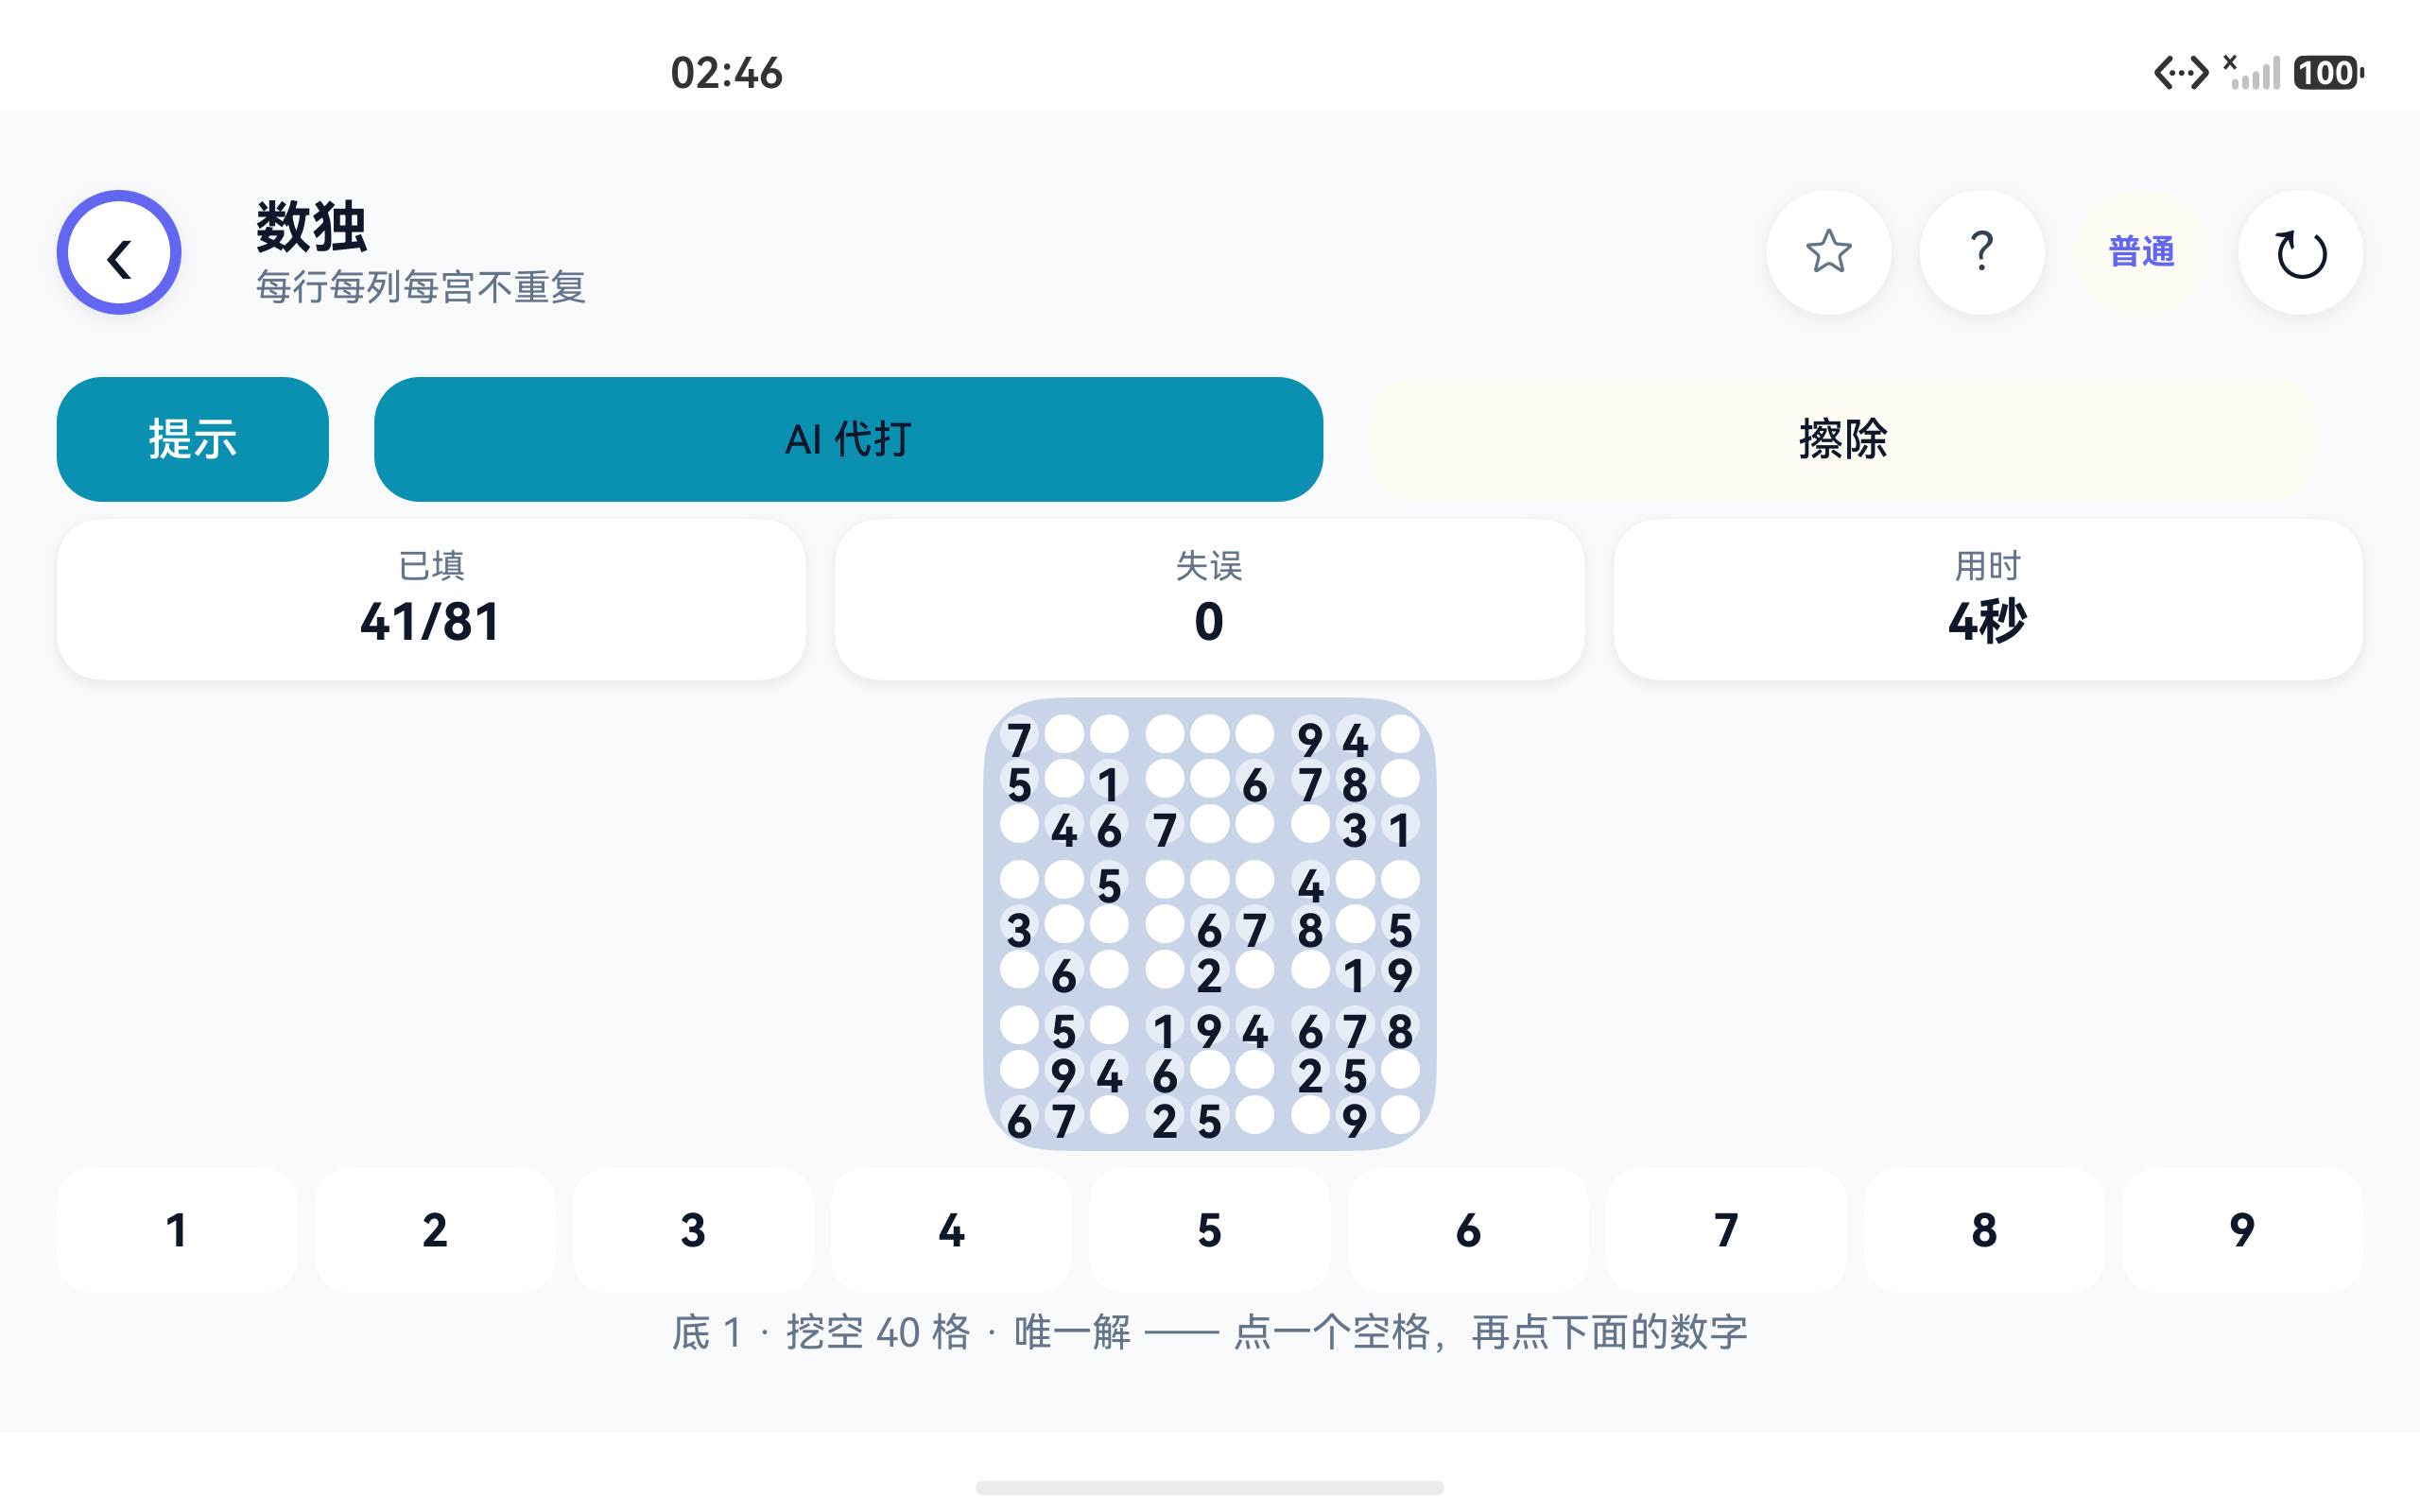 02:46
100
数独
每行每列每宫不重复
?
普通
提示
AI 代打
擦除
已填
41/81
失误
0
用时
4秒
7 9 4
5 1 6 7 8
4 6 7 3 1
5 4
3 6 7 8 5
6 2 1 9
5 1 9 4 6 7 8
9 4 6 2 5
6 7 2 5 9
1 2 3 4 5 6 7 8 9
底 1 · 挖空 40 格 · 唯一解 —— 点一个空格，再点下面的数字